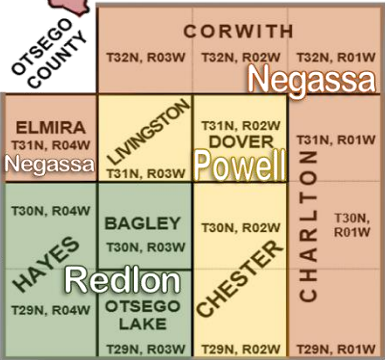 OTSEGO
COUNTY
CORWITH
T32N, R03W T32N, R02W T32N, R01W
Negassa
ELMIRA
T31N, R04W
Negassa
LIVINGSTON
T31N, R03W
T31N, R02W
DOVER
Powell
T31N, R01W
CHARLTON
T30N,
R01W
T29N, R01W
T30N, R04W
HAYES
T29N, R04W
BAGLEY
T30N, R03W
Redlon
OTSEGO
LAKE
T29N, R03W
T30N, R02W
CHESTER
T29N, R02W